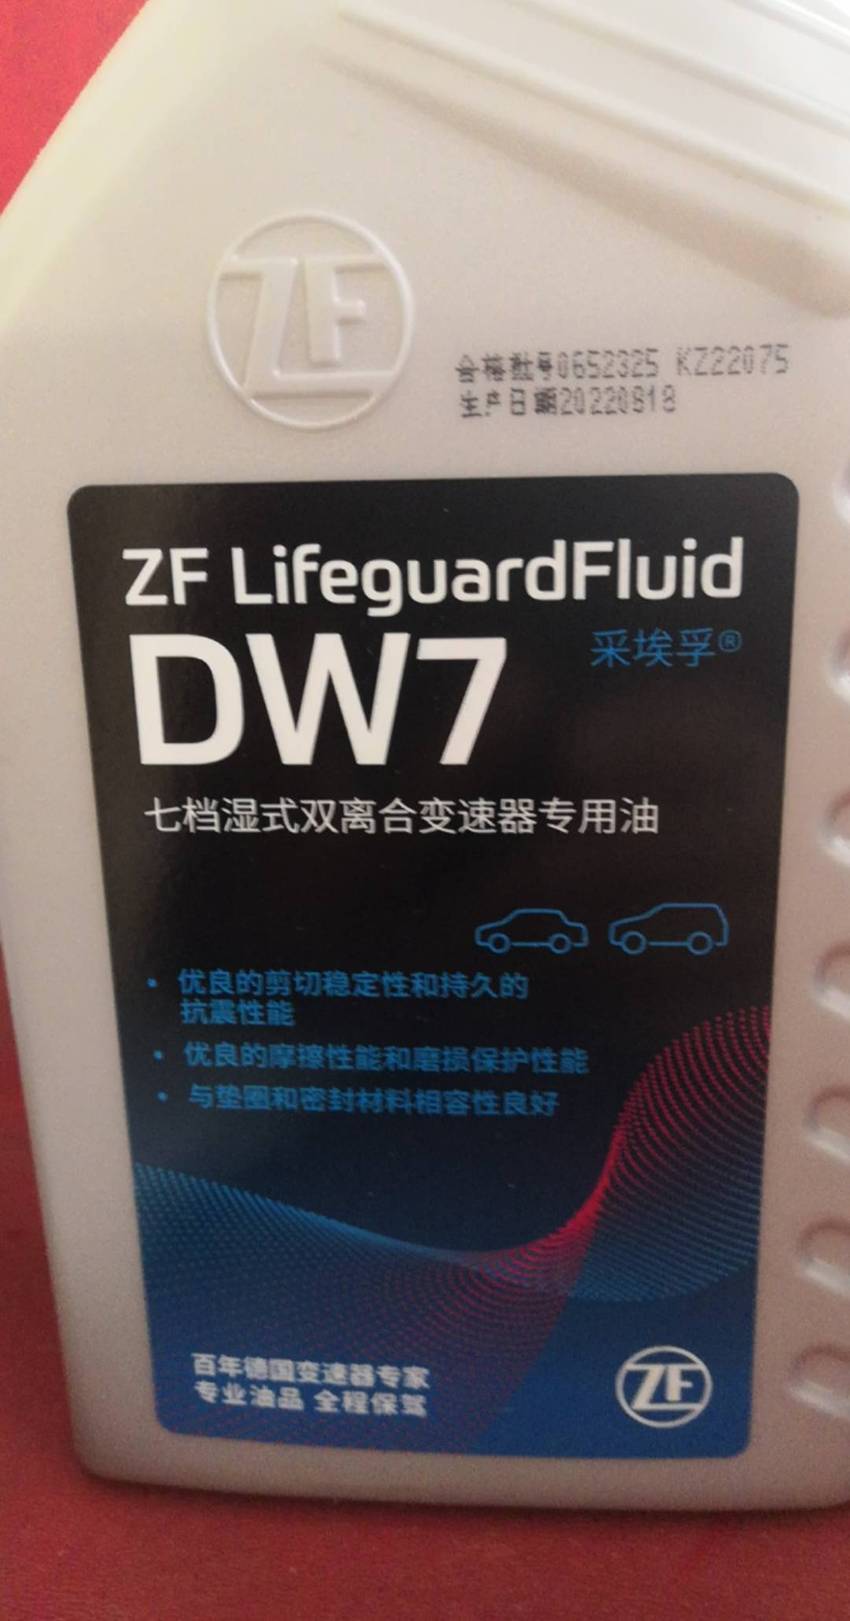 ZF
合格批号0652325 KZ22075
生产日期20220818
ZF LifeguardFluid
DW7
采埃孚®
七档湿式双离合变速器专用油
• 优良的剪切稳定性和持久的
抗震性能
• 优良的摩擦性能和磨损保护性能
• 与垫圈和密封材料相容性良好
百年德国变速器专家
专业油品 全程保驾
ZF